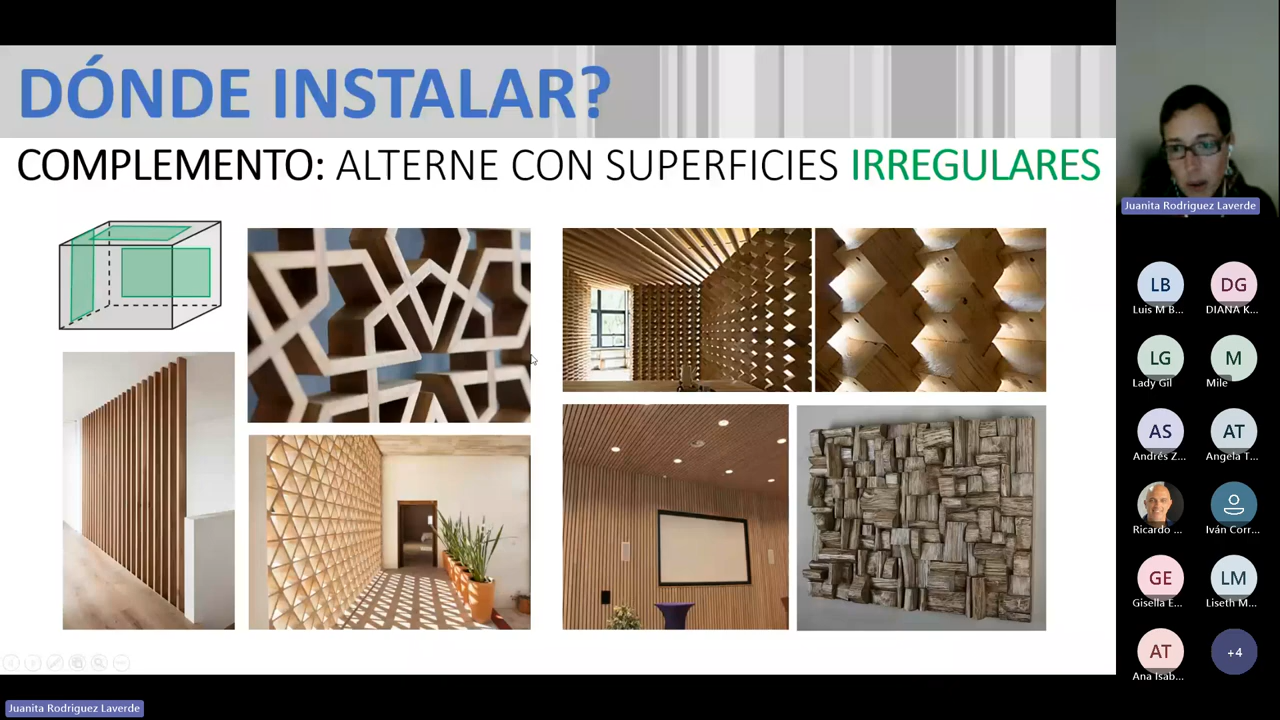 DÓNDE INSTALAR?
COMPLEMENTO: ALTERNE CON SUPERFICIES IRREGULARES
Juanita Rodriguez Laverde
LB
Luis M B...
DG
DIANA K...
LG
Lady Gil
M
Mile
AS
Andrés Z...
AT
Angela T...
Ricardo ...
Iván Corr...
GE
Gisella E...
LM
Liseth M...
AT
Ana Isab...
+4
Juanita Rodriguez Laverde